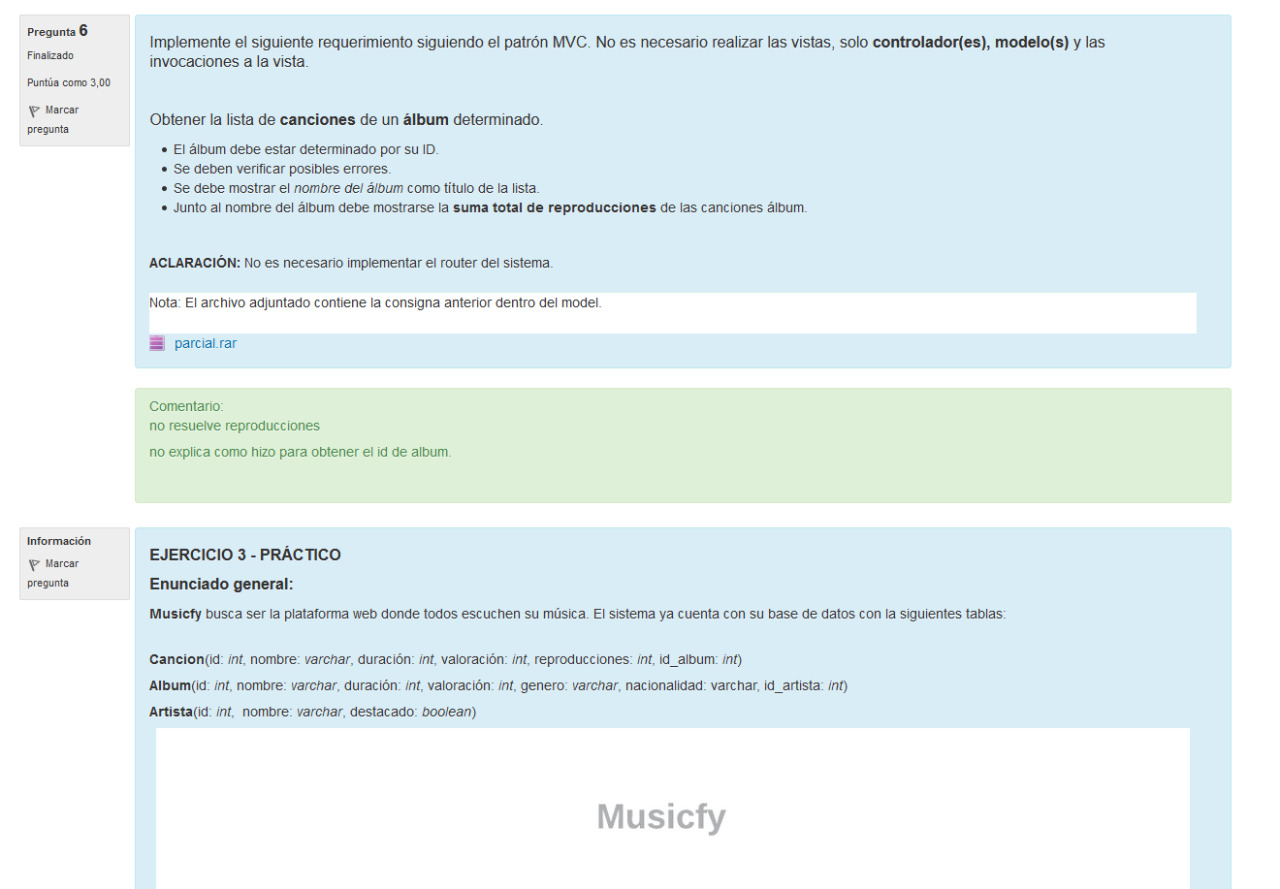 Pregunta 6
Finalizado
Puntúa como 3,00
Marcar
pregunta
Implemente el siguiente requerimiento siguiendo el patrón MVC. No es necesario realizar las vistas, solo controlador(es), modelo(s) y las
invocaciones a la vista.
Obtener la lista de canciones de un álbum determinado.
• El álbum debe estar determinado por su ID.
• Se deben verificar posibles errores.
• Se debe mostrar el nombre del álbum como título de la lista.
• Junto al nombre del álbum debe mostrarse la suma total de reproducciones de las canciones álbum.
ACLARACIÓN: No es necesario implementar el router del sistema.
Nota: El archivo adjuntado contiene la consigna anterior dentro del model.
parcial.rar
Comentario:
no resuelve reproducciones
no explica como hizo para obtener el id de album.
Información
Marcar
pregunta
EJERCICIO 3 - PRÁCTICO
Enunciado general:
Musicfy busca ser la plataforma web donde todos escuchen su música. El sistema ya cuenta con su base de datos con la siguientes tablas:
Cancion(id: int, nombre: varchar, duración: int, valoración: int, reproducciones: int, id_album: int)
Album(id: int, nombre: varchar, duración: int, valoración: int, genero: varchar, nacionalidad: varchar, id_artista: int)
Artista(id: int, nombre: varchar, destacado: boolean)
Musicfy